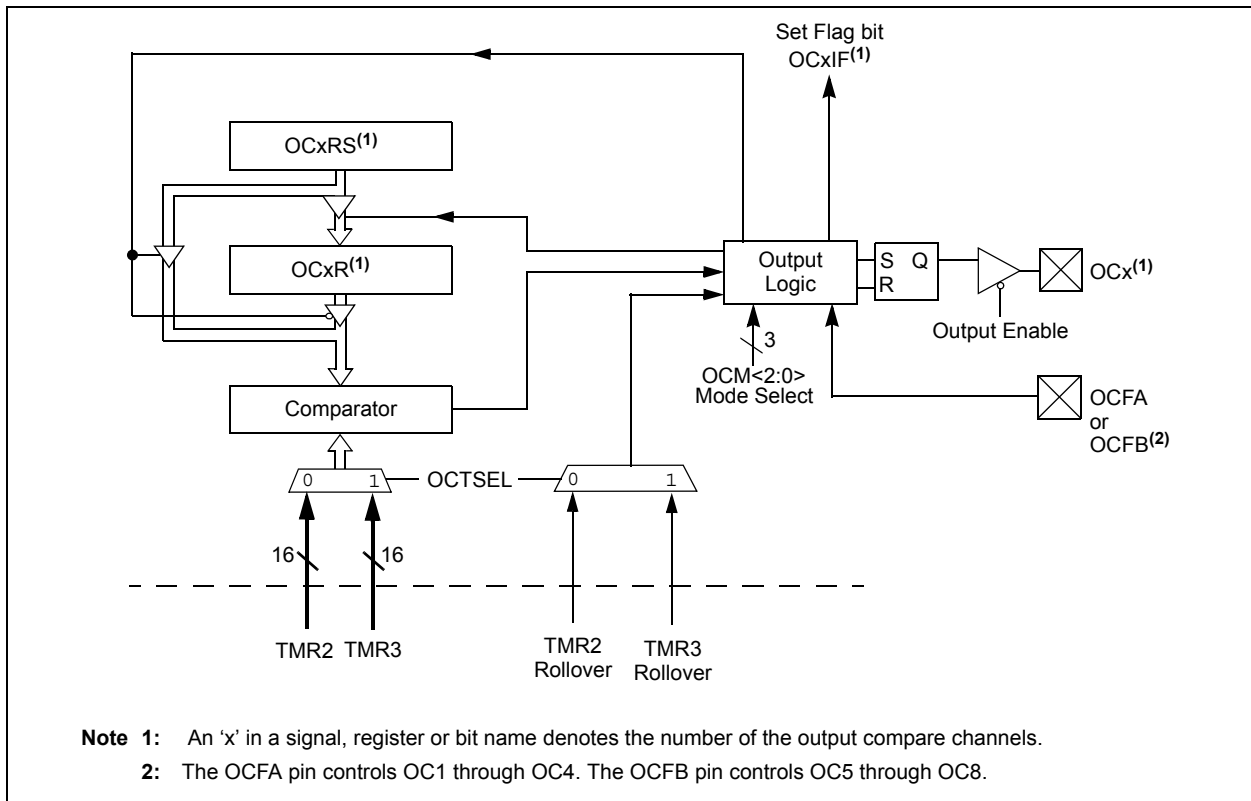 Set Flag bit
OCxIF(1)
OCxRS(1)
OCxR(1)
Output
Logic
S Q
R
OCx(1)
Output Enable
3
OCM<2:0>
Mode Select
OCFA
or
OCFB(2)
Comparator
0 1
OCTSEL
0 1
16
16
TMR2
TMR3
TMR2
Rollover
TMR3
Rollover
Note 1: An ‘x’ in a signal, register or bit name denotes the number of the output compare channels.
2: The OCFA pin controls OC1 through OC4. The OCFB pin controls OC5 through OC8.